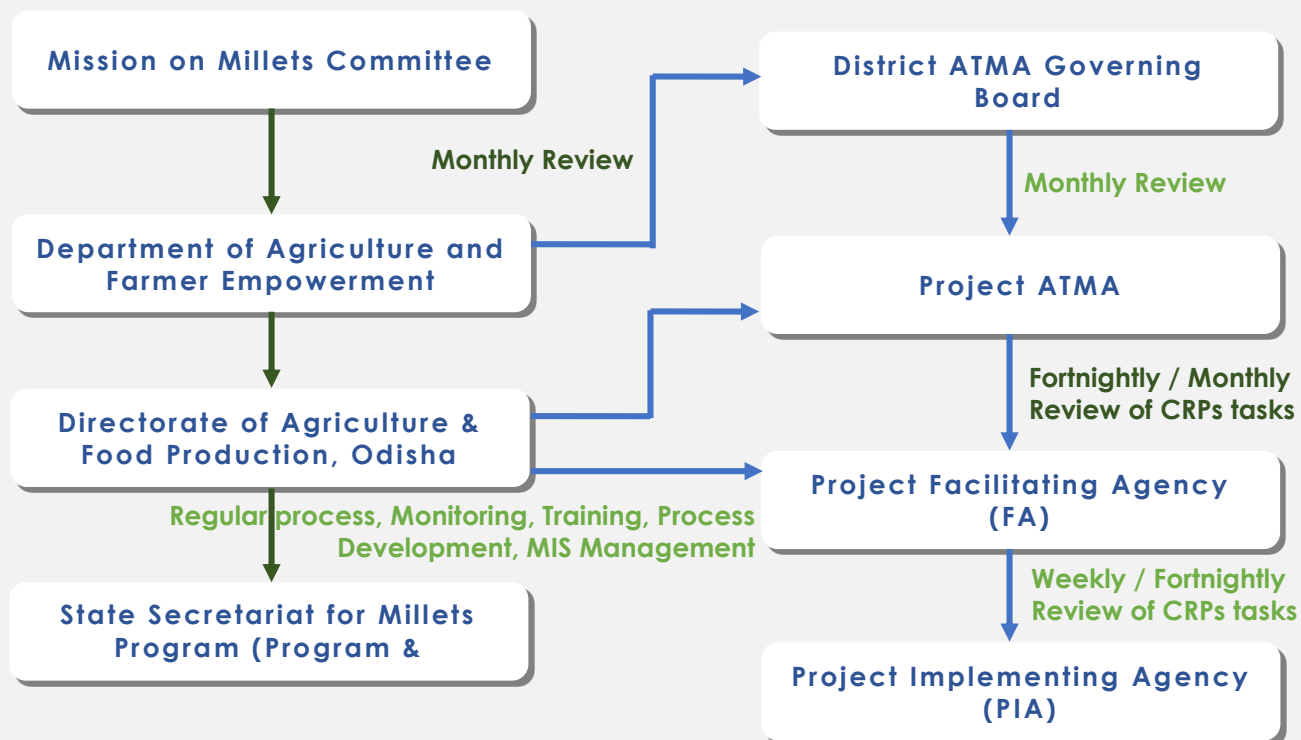 Mission on Millets Committee
District ATMA Governing
Board
Monthly Review
Monthly Review
Department of Agriculture and
Farmer Empowerment
Project ATMA
Fortnightly / Monthly
Review of CRPs tasks
Directorate of Agriculture &
Food Production, Odisha
Project Facilitating Agency
(FA)
Regular process, Monitoring, Training, Process
Development, MIS Management
Weekly / Fortnightly
Review of CRPs tasks
State Secretariat for Millets
Program (Program &
Project Implementing Agency
(PIA)